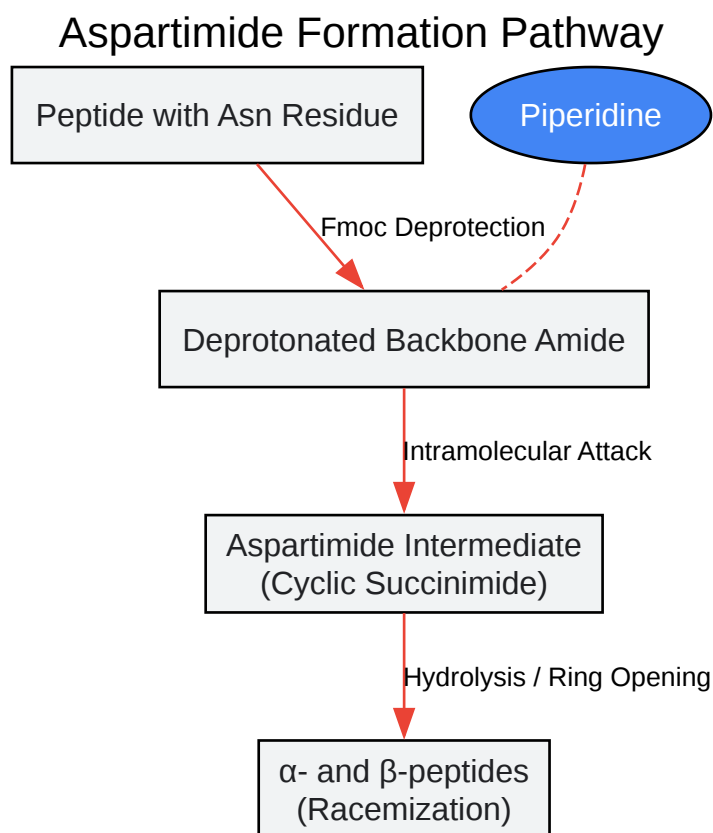 Aspartimide Formation Pathway
Peptide with Asn Residue
Piperidine
Fmoc Deprotection
Deprotonated Backbone Amide
Intramolecular Attack
Aspartimide Intermediate
(Cyclic Succinimide)
Hydrolysis / Ring Opening
α- and β-peptides
(Racemization)